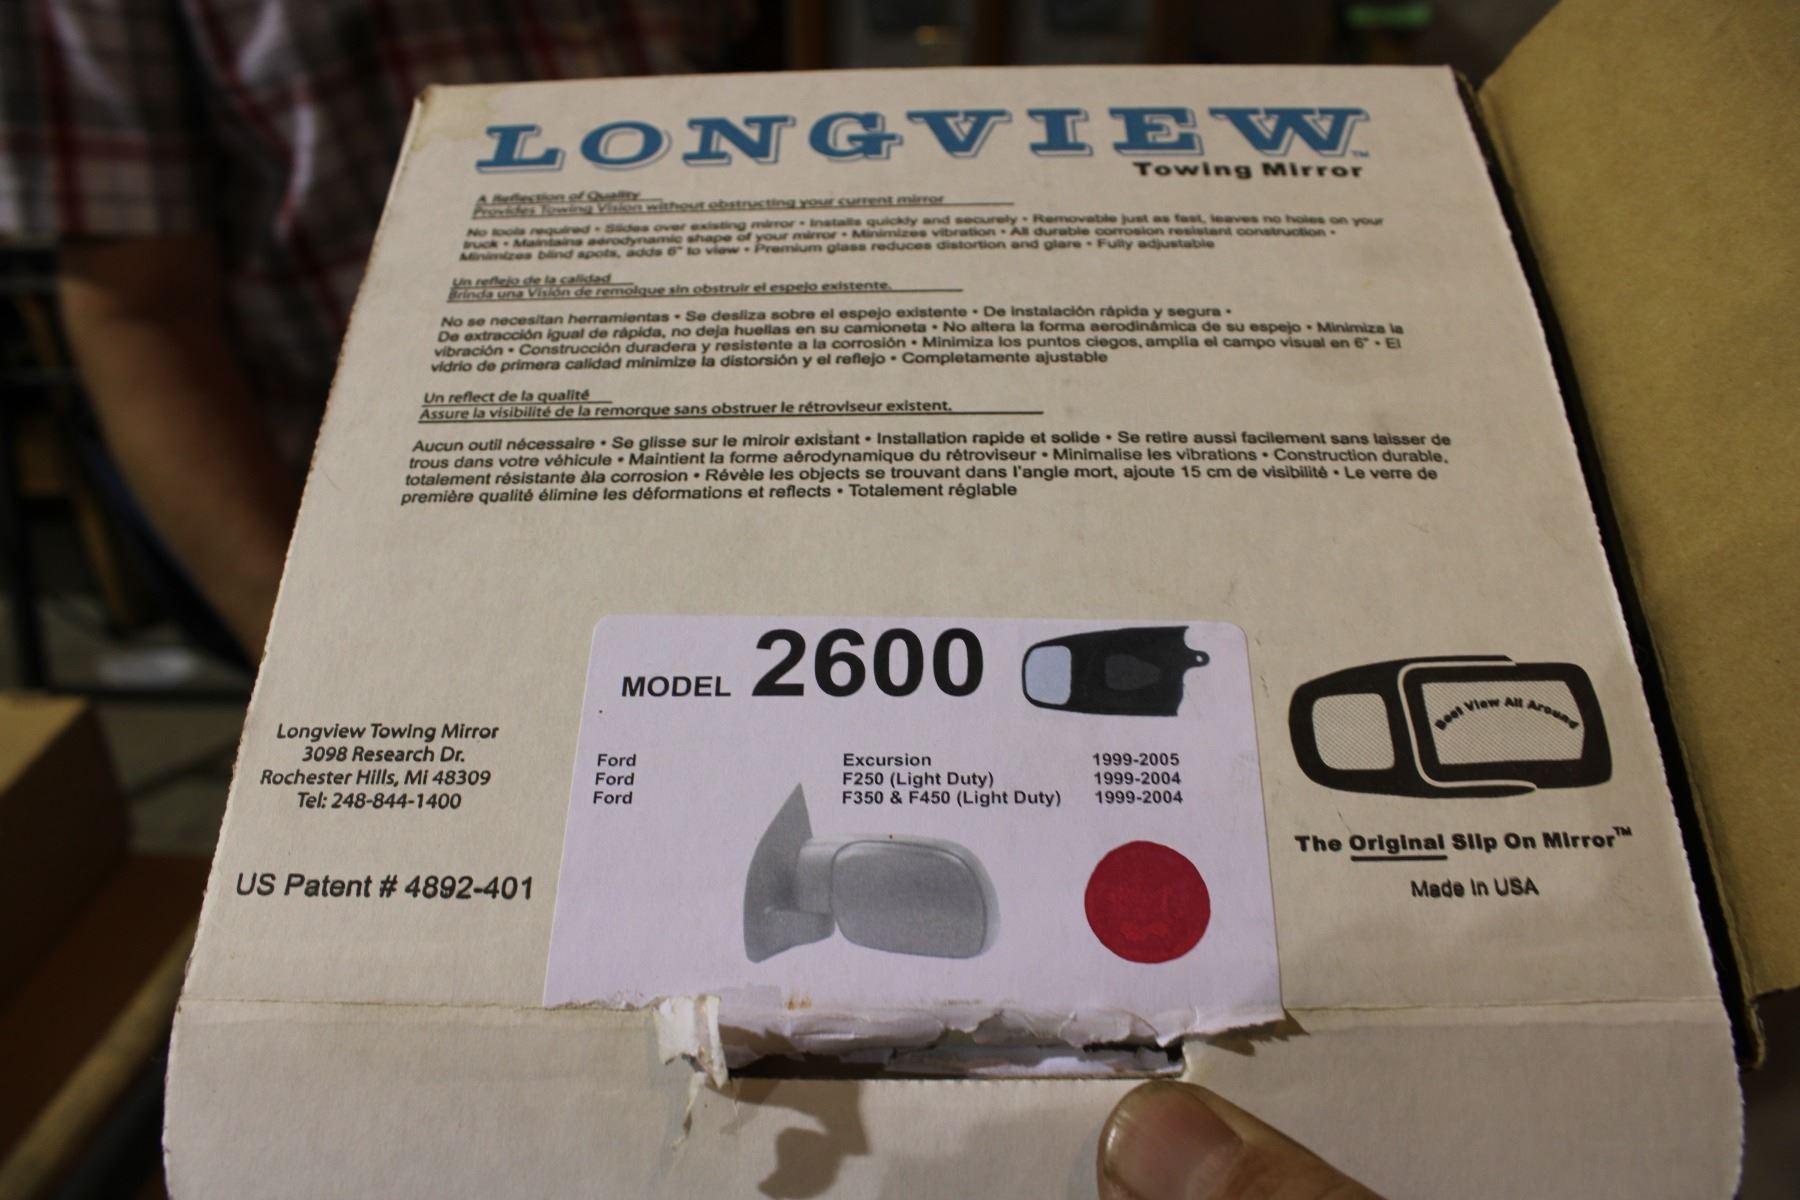 LONGVIEW™
Towing Mirror
A Reflection of Quality
Provides Towing Vision without obstructing your current mirror
No tools required • Slides over existing mirror • Installs quickly and securely • Removable just as fast, leaves no holes on your
truck • Maintains aerodynamic shape of your mirror • Minimizes vibration • All durable corrosion resistant construction •
Minimizes blind spots, adds 6" to view • Premium glass reduces distortion and glare • Fully adjustable
Un reflejo de la calidad
Brinda una Visión de remolque sin obstruir el espejo existente.
No se necesitan herramientas • Se desliza sobre el espejo existente • De instalación rápida y segura •
De extracción igual de rápida, no deja huellas en su camioneta • No altera la forma aerodinámica de su espejo • Minimiza la
vibración • Construcción duradera y resistente a la corrosión • Minimiza los puntos ciegos, amplia el campo visual en 6" • El
vidrio de primera calidad minimize la distorsión y el reflejo • Completamente ajustable
Un reflect de la qualité
Assure la visibilité de la remorque sans obstruer le rétroviseur existent.
Aucun outil nécessaire • Se glisse sur le miroir existant • Installation rapide et solide • Se retire aussi facilement sans laisser de
trous dans votre véhicule • Maintient la forme aérodynamique du rétroviseur • Minimalise les vibrations • Construction durable,
totalement résistante àla corrosion • Révèle les objects se trouvant dans l'angle mort, ajoute 15 cm de visibilité • Le verre de
première qualité élimine les déformations et reflects • Totalement réglable
MODEL 2600
Ford Excursion 1999-2005
Ford F250 (Light Duty) 1999-2004
Ford F350 & F450 (Light Duty) 1999-2004
Longview Towing Mirror
3098 Research Dr.
Rochester Hills, Mi 48309
Tel: 248-844-1400
US Patent # 4892-401
Best View All Around
The Original Slip On Mirror™
Made In USA